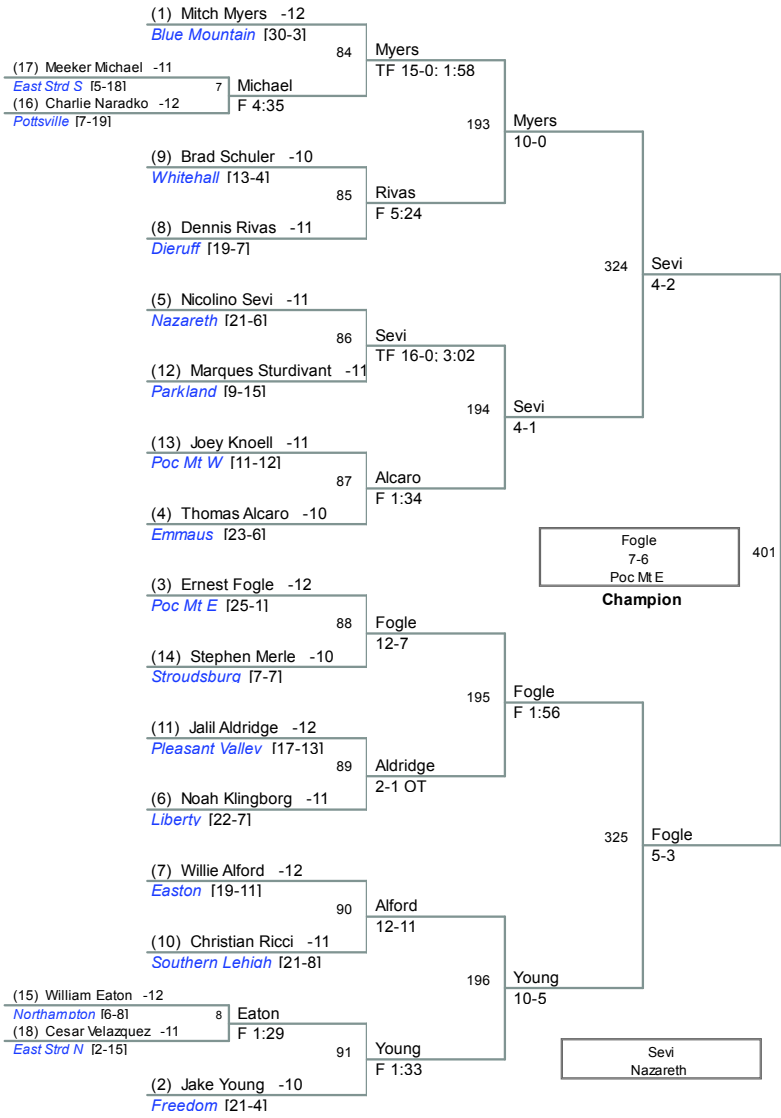 (1) Mitch Myers -12
Blue Mountain [30-3]
84
Myers
TF 15-0; 1:58
(17) Meeker Michael -11
East Strd S [5-18]
7
Michael
F 4:35
(16) Charlie Naradko -12
Pottsville [7-19]
193
Myers
10-0
(9) Brad Schuler -10
Whitehall [13-4]
85
Rivas
F 5:24
(8) Dennis Rivas -11
Dieruff [19-7]
324
Sevi
4-2
(5) Nicolino Sevi -11
Nazareth [21-6]
86
Sevi
TF 16-0; 3:02
(12) Marques Sturdivant -11
Parkland [9-15]
194
Sevi
4-1
(13) Joey Knoell -11
Poc Mt W [11-12]
87
Alcaro
F 1:34
(4) Thomas Alcaro -10
Emmaus [23-6]
Fogle
7-6
Poc Mt E
Champion
401
(3) Ernest Fogle -12
Poc Mt E [25-1]
88
Fogle
12-7
(14) Stephen Merle -10
Stroudsburg [7-7]
195
Fogle
F 1:56
(11) Jalil Aldridge -12
Pleasant Valley [17-13]
89
Aldridge
2-1 OT
(6) Noah Klingborg -11
Liberty [22-7]
325
Fogle
5-3
(7) Willie Alford -12
Easton [19-11]
90
Alford
12-11
(10) Christian Ricci -11
Southern Lehigh [21-8]
196
Young
10-5
(15) William Eaton -12
Northampton [6-8]
8
Eaton
F 1:29
(18) Cesar Velazquez -11
East Strd N [2-15]
91
Young
F 1:33
(2) Jake Young -10
Freedom [21-4]
Sevi
Nazareth